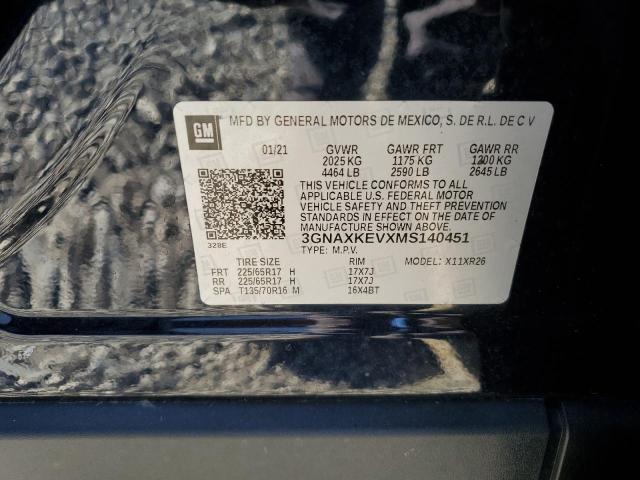 GM MFD BY GENERAL MOTORS DE MEXICO, S. DE R.L. DE C V
01/21 GVWR GAWR FRT GAWR RR
2025 KG 1175 KG 1200 KG
4464 LB 2590 LB 2645 LB
THIS VEHICLE CONFORMS TO ALL
APPLICABLE U.S. FEDERAL MOTOR
VEHICLE SAFETY AND THEFT PREVENTION
STANDARDS IN EFFECT ON THE DATE OF
MANUFACTURE SHOWN ABOVE.
328E 3GNAXKEVXMS140451
TYPE: M.P.V.
TIRE SIZE RIM MODEL: X11XR26
FRT 225/65R17 H 17X7J
RR 225/65R17 H 17X7J
SPA T135/70R16 M 16X4BT